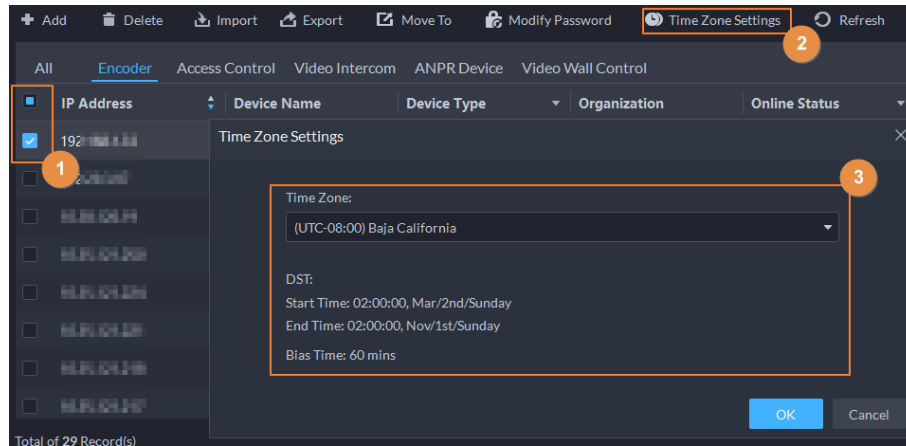 Add Delete Import Export Move To Modify Password Time Zone Settings Refresh
2
All Encoder Access Control Video Intercom ANPR Device Video Wall Control
IP Address Device Name Device Type Organization Online Status
192
Time Zone Settings
1
3
Time Zone:
(UTC-08:00) Baja California
DST:
Start Time: 02:00:00, Mar/2nd/Sunday
End Time: 02:00:00, Nov/1st/Sunday
Bias Time: 60 mins
OK Cancel
Total of 29 Record(s)